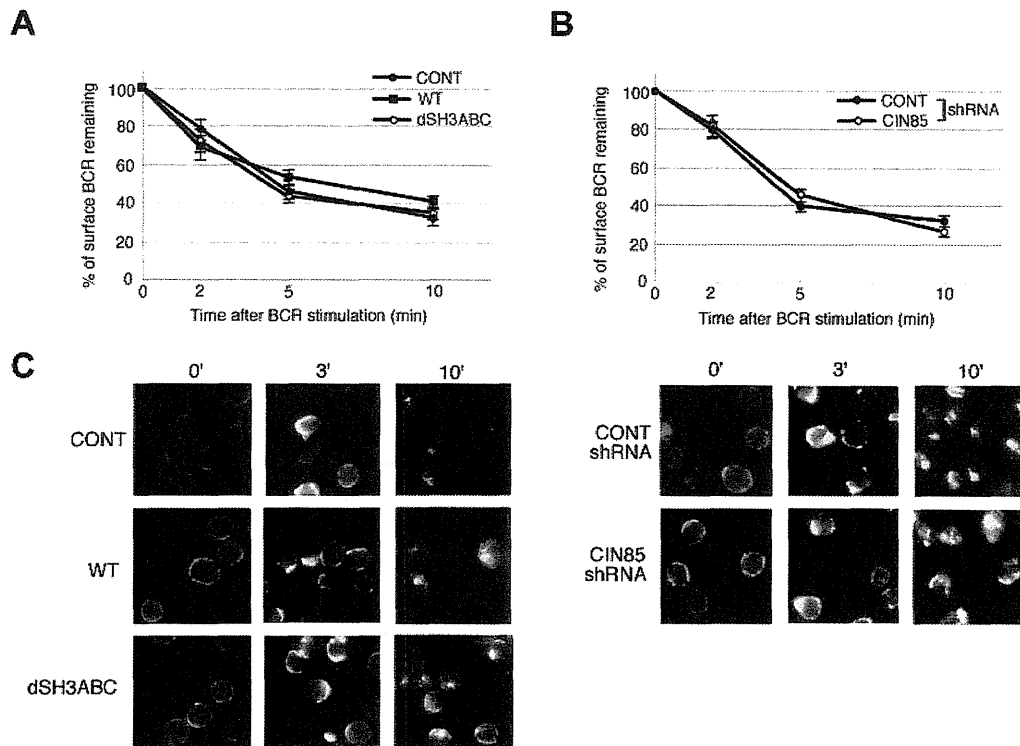 A
% of surface BCR remaining
100
80
60
40
20
0
CONT
WT
dSH3ABC
0 2 5 10
Time after BCR stimulation (min)
B
% of surface BCR remaining
100
80
60
40
20
0
CONT
CIN85
shRNA
0 2 5 10
Time after BCR stimulation (min)
C
0' 3' 10'
CONT
WT
dSH3ABC
0' 3' 10'
CONT
shRNA
CIN85
shRNA